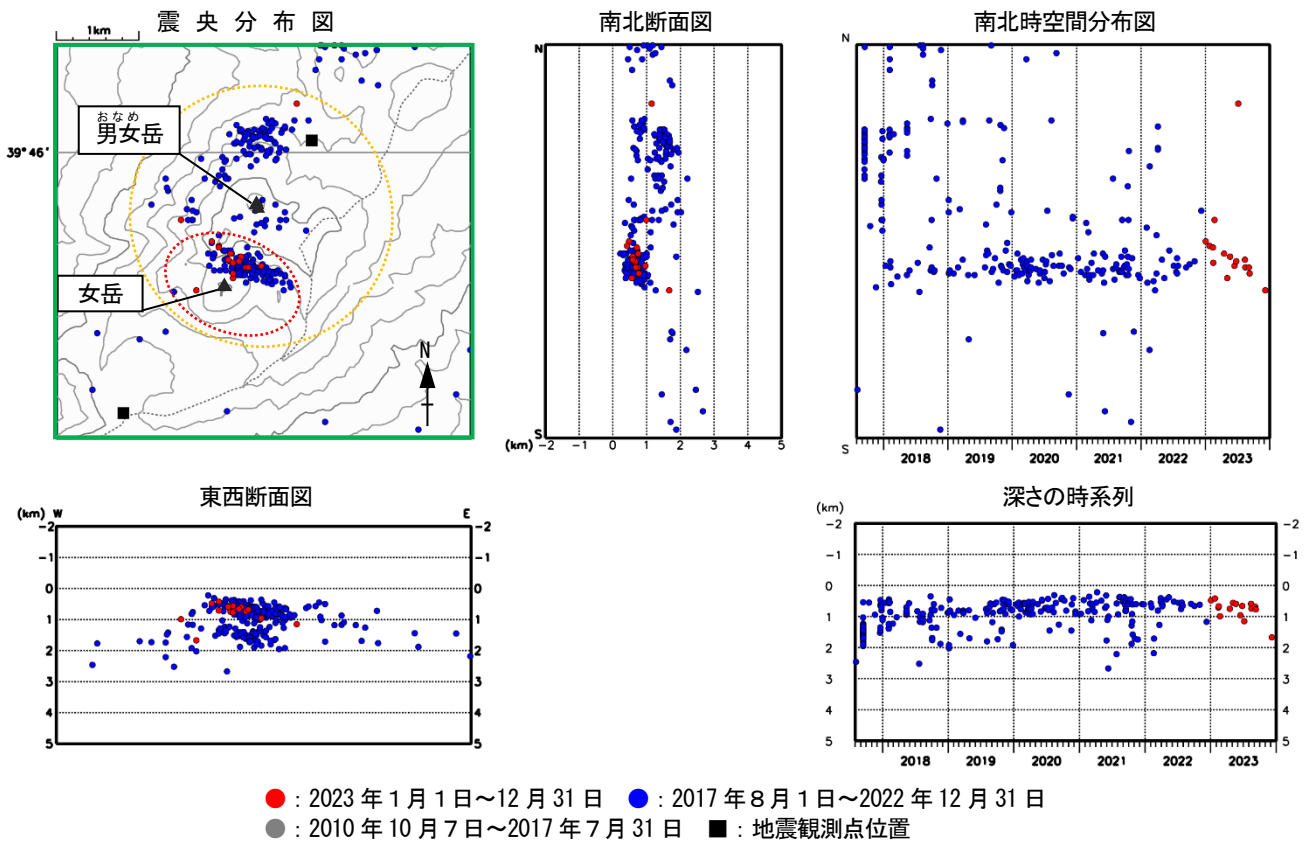 震 央 分 布 図
1km
おなめ
男女岳
39°46'
女岳
N
南北断面図
N
S
(km) -2 -1 0 1 2 3 4 5
南北時空間分布図
N
S
2018 2019 2020 2021 2022 2023
東西断面図
(km) W E
-2 -2
-1 -1
0 0
1 1
2 2
3 3
4 4
5 5
深さの時系列
(km)
-2 -2
-1 -1
0 0
1 1
2 2
3 3
4 4
5 5
2018 2019 2020 2021 2022 2023
：2023 年１月１日～12 月 31 日 ：2017 年８月１日～2022 年 12 月 31 日
：2010 年 10 月７日～2017 年７月 31 日 ：地震観測点位置